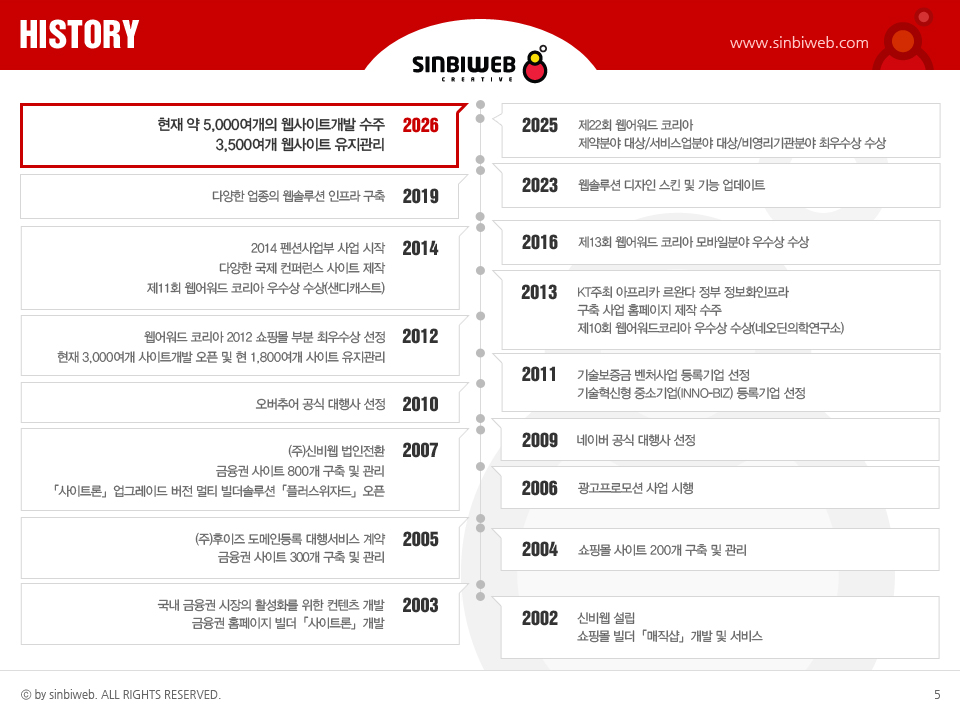 HISTORY
www.sinbiweb.com
SINBIWEB
CREATIVE
현재 약 5,000여개의 웹사이트개발 수주 2026
3,500여개 웹사이트 유지관리
2025 제22회 웹어워드 코리아
제약분야 대상/서비스업분야 대상/비영리기관분야 최우수상 수상
2023 웹솔루션 디자인 스킨 및 기능 업데이트
다양한 업종의 웹솔루션 인프라 구축 2019
2016 제13회 웹어워드 코리아 모바일분야 우수상 수상
2014 펜션사업부 사업 시작 2014
다양한 국제 컨퍼런스 사이트 제작
제11회 웹어워드 코리아 우수상 수상(샌디캐스트)
2013 KT주최 아프리카 르완다 정부 정보화인프라
구축 사업 홈페이지 제작 수주
제10회 웹어워드코리아 우수상 수상(네오딘의학연구소)
웹어워드 코리아 2012 쇼핑몰 부분 최우수상 선정 2012
현재 3,000여개 사이트개발 오픈 및 현 1,800여개 사이트 유지관리
2011 기술보증금 벤처사업 등록기업 선정
기술혁신형 중소기업(INNO-BIZ) 등록기업 선정
오버추어 공식 대행사 선정 2010
2009 네이버 공식 대행사 선정
(주)신비웹 법인전환 2007
금융권 사이트 800개 구축 및 관리
「사이트론」업그레이드 버전 멀티 빌더솔루션「플러스위자드」오픈
2006 광고프로모션 사업 시행
(주)후이즈 도메인등록 대행서비스 계약 2005
금융권 사이트 300개 구축 및 관리
2004 쇼핑몰 사이트 200개 구축 및 관리
국내 금융권 시장의 활성화를 위한 컨텐츠 개발 2003
금융권 홈페이지 빌더「사이트론」개발
2002 신비웹 설립
쇼핑몰 빌더「매직샵」개발 및 서비스
ⓒ by sinbiweb. ALL RIGHTS RESERVED.
5